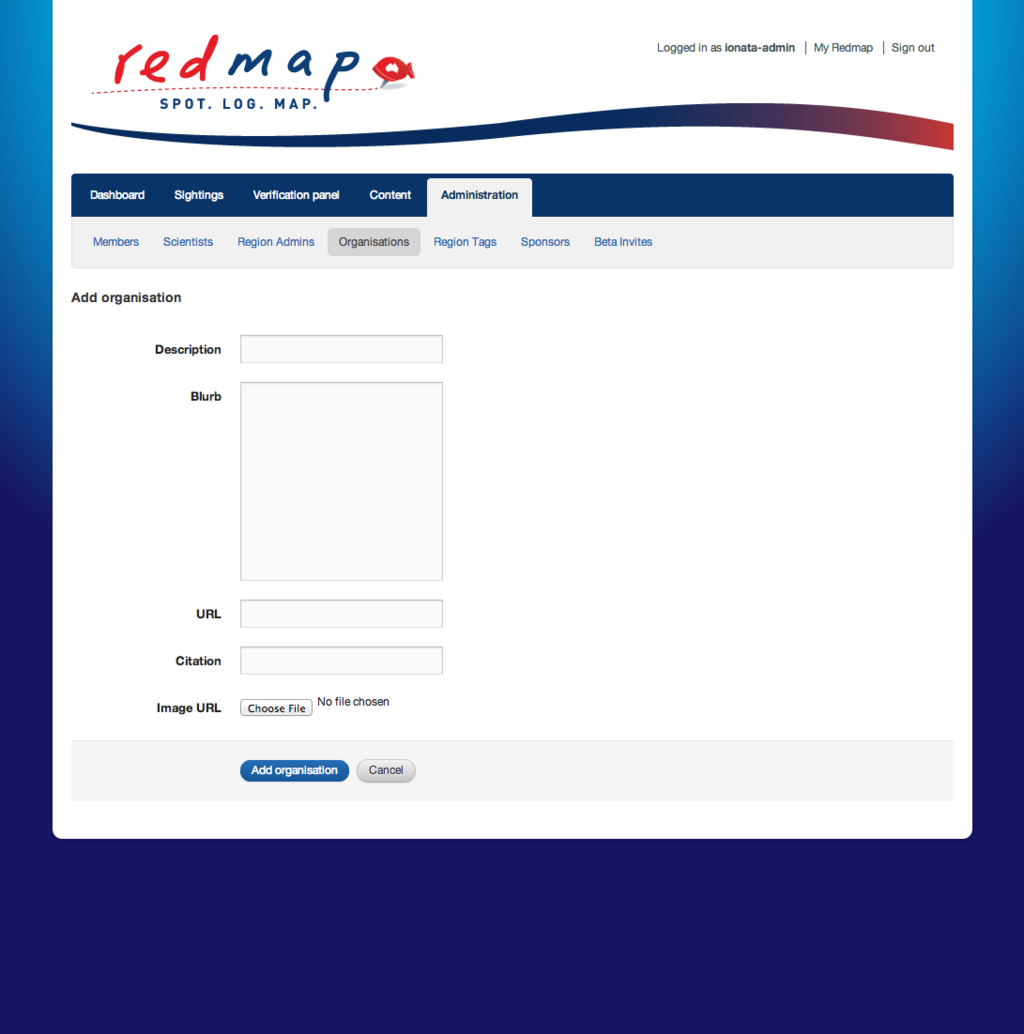 redmap
SPOT. LOG. MAP.
Logged in as ionata-admin | My Redmap | Sign out
Dashboard Sightings Verification panel Content Administration
Members Scientists Region Admins Organisations Region Tags Sponsors Beta Invites
Add organisation
Description
Blurb
URL
Citation
Image URL Choose File No file chosen
Add organisation Cancel